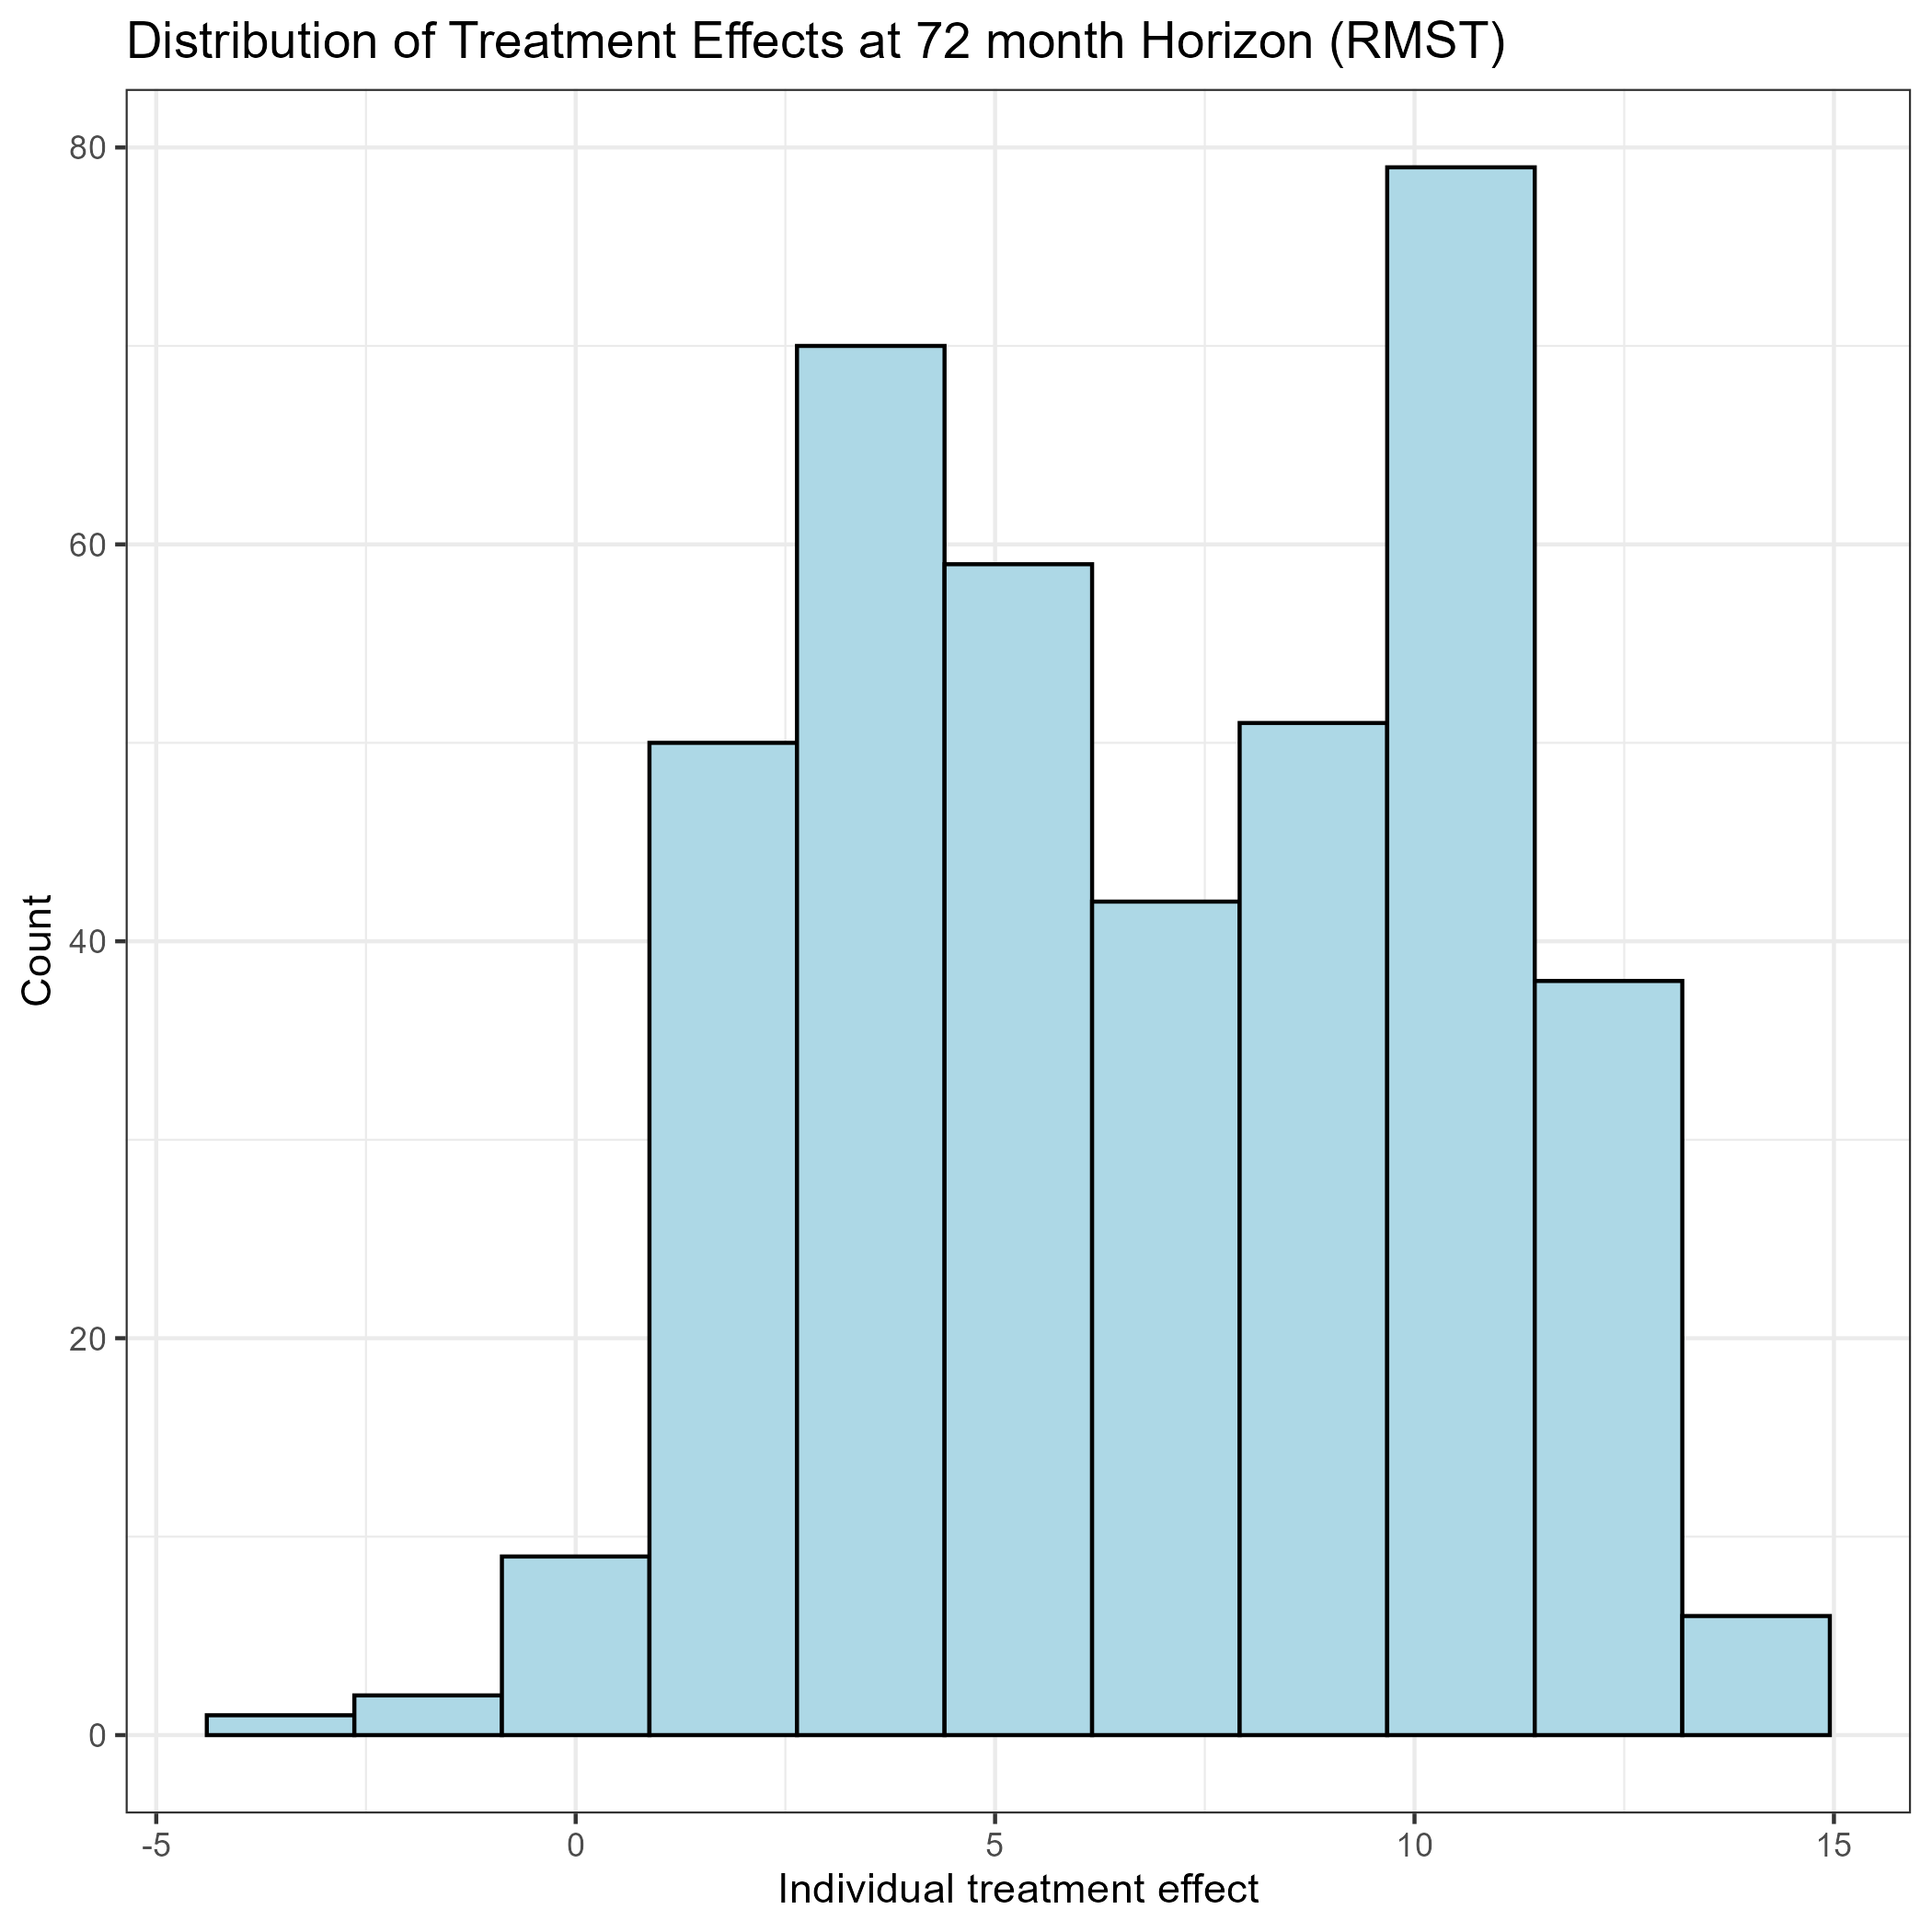 Distribution of Treatment Effects at 72 month Horizon (RMST)
80
60
40
20
0
Count
-5 0 5 10 15
Individual treatment effect